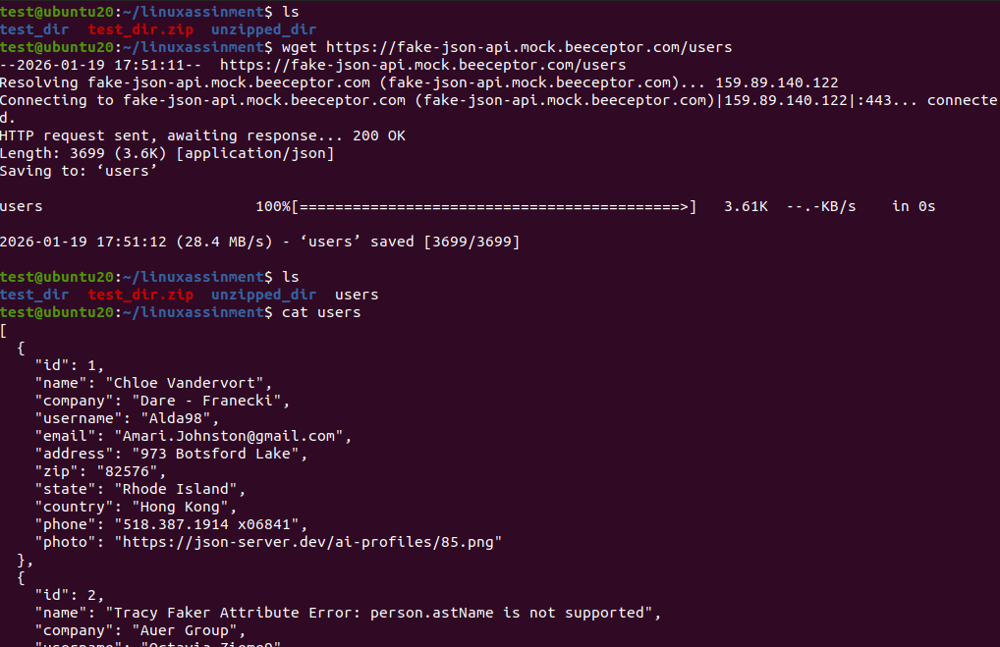 test@ubuntu20:~/linuxassinment$ ls
test_dir  test_dir.zip  unzipped_dir
test@ubuntu20:~/linuxassinment$ wget https://fake-json-api.mock.beeceptor.com/users
--2026-01-19 17:51:11--  https://fake-json-api.mock.beeceptor.com/users
Resolving fake-json-api.mock.beeceptor.com (fake-json-api.mock.beeceptor.com)... 159.89.140.122
Connecting to fake-json-api.mock.beeceptor.com (fake-json-api.mock.beeceptor.com)|159.89.140.122|:443... connecte
d.
HTTP request sent, awaiting response... 200 OK
Length: 3699 (3.6K) [application/json]
Saving to: ‘users’
users                        100%[===========================================>]   3.61K  --.-KB/s    in 0s
2026-01-19 17:51:12 (28.4 MB/s) - ‘users’ saved [3699/3699]
test@ubuntu20:~/linuxassinment$ ls
test_dir  test_dir.zip  unzipped_dir  users
test@ubuntu20:~/linuxassinment$ cat users
[
  {
    "id": 1,
    "name": "Chloe Vandervort",
    "company": "Dare - Franecki",
    "username": "Alda98",
    "email": "Amari.Johnston@gmail.com",
    "address": "973 Botsford Lake",
    "zip": "82576",
    "state": "Rhode Island",
    "country": "Hong Kong",
    "phone": "518.387.1914 x06841",
    "photo": "https://json-server.dev/ai-profiles/85.png"
  },
  {
    "id": 2,
    "name": "Tracy Faker Attribute Error: person.astName is not supported",
    "company": "Auer Group",
    "username": "Octavia